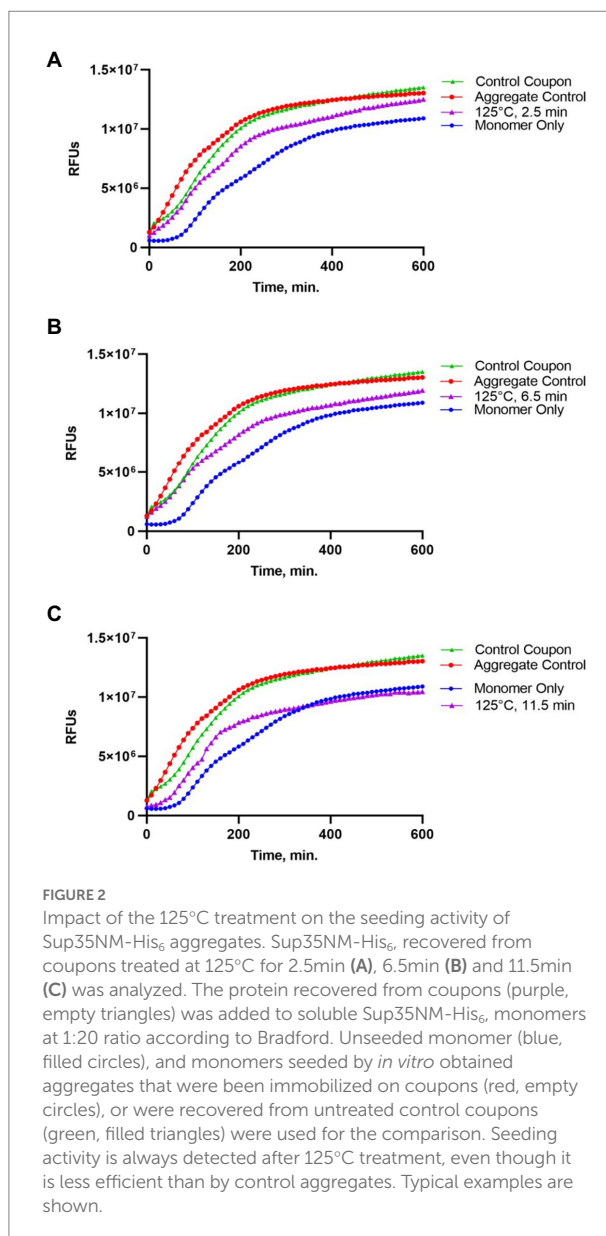 A
1.5×10⁷
Control Coupon
Aggregate Control
125°C, 2.5 min
Monomer Only
1×10⁷
RFUs
5×10⁶
0
0 200 400 600
Time, min.
B
1.5×10⁷
Control Coupon
Aggregate Control
125°C, 6.5 min
Monomer Only
1×10⁷
RFUs
5×10⁶
0
0 200 400 600
Time, min.
C
1.5×10⁷
Control Coupon
Aggregate Control
Monomer Only
125°C, 11.5 min
1×10⁷
RFUs
5×10⁶
0
0 200 400 600
Time, min.
FIGURE 2
Impact of the 125°C treatment on the seeding activity of
Sup35NM-His₆ aggregates. Sup35NM-His₆, recovered from
coupons treated at 125°C for 2.5min (A), 6.5min (B) and 11.5min
(C) was analyzed. The protein recovered from coupons (purple,
empty triangles) was added to soluble Sup35NM-His₆, monomers
at 1:20 ratio according to Bradford. Unseeded monomer (blue,
filled circles), and monomers seeded by in vitro obtained
aggregates that were been immobilized on coupons (red, empty
circles), or were recovered from untreated control coupons
(green, filled triangles) were used for the comparison. Seeding
activity is always detected after 125°C treatment, even though it
is less efficient than by control aggregates. Typical examples are
shown.